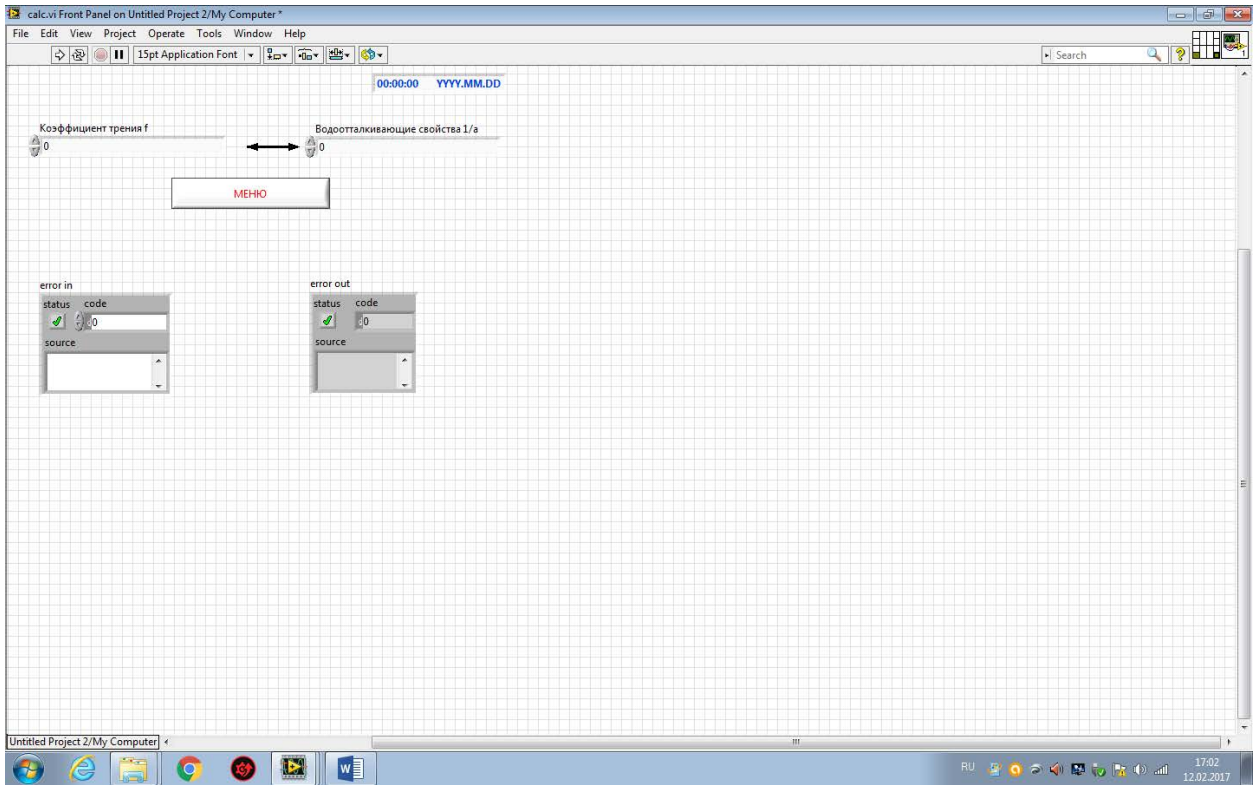 calc.vi Front Panel on Untitled Project 2/My Computer *
File Edit View Project Operate Tools Window Help
15pt Application Font
Search
00:00:00 YYYY.MM.DD
Коэффициент трения f
Водоотталкивающие свойства 1/а
0
0
МЕНЮ
error in
error out
status code
status code
0
0
source
source
Untitled Project 2/My Computer
RU
17:02
12.02.2017